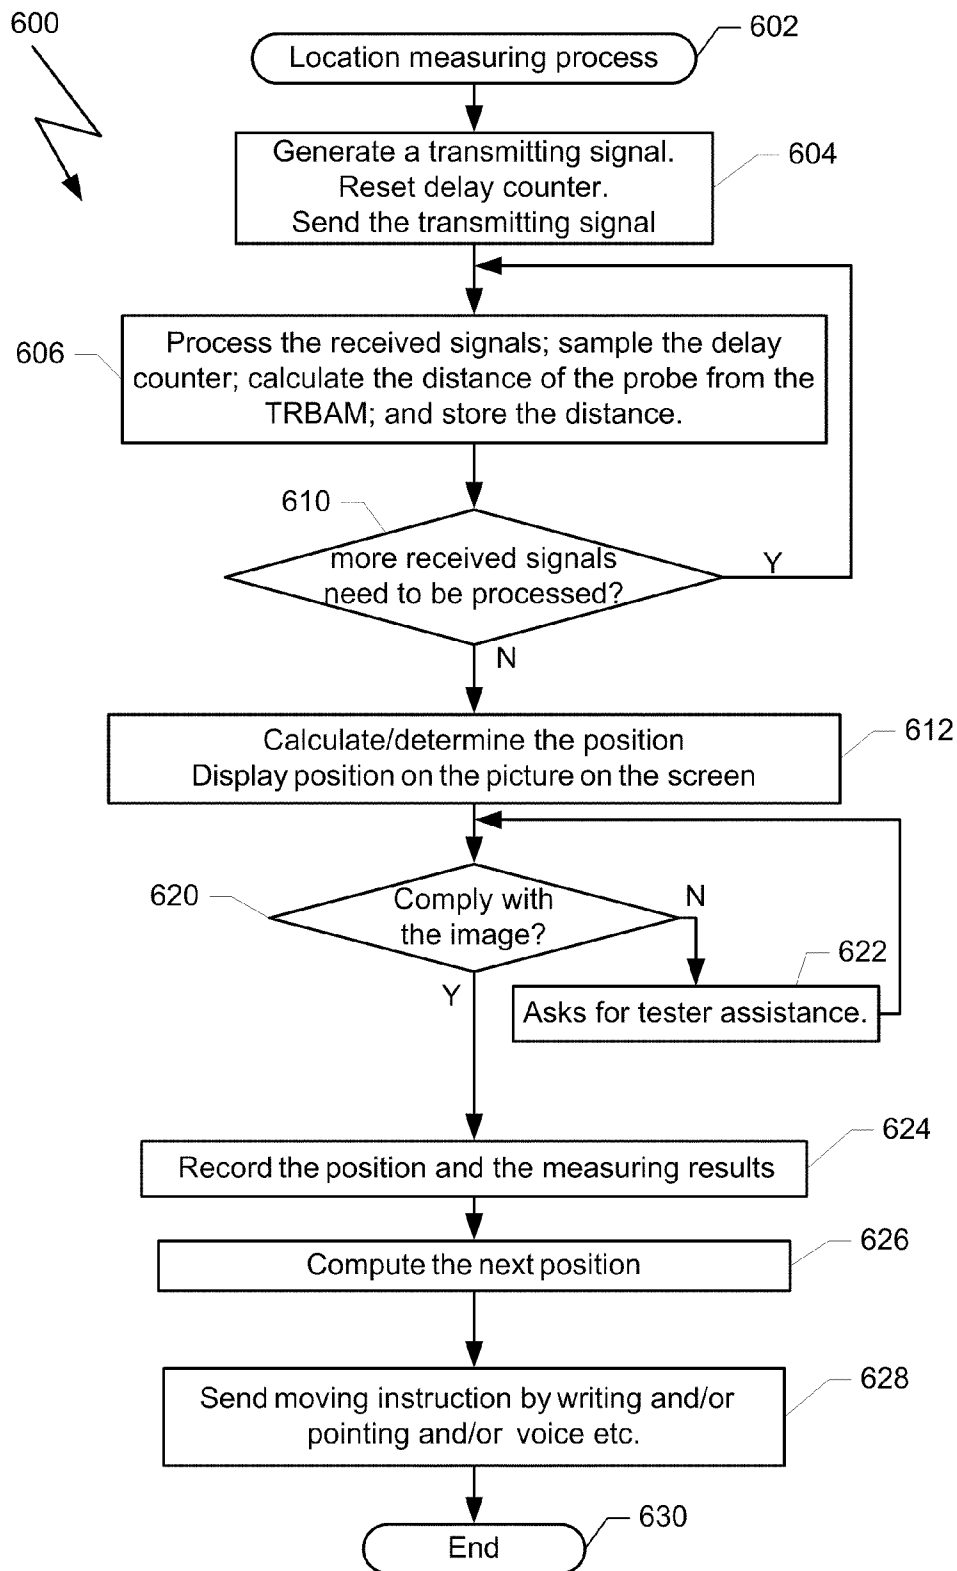 600
602
Location measuring process
Generate a transmitting signal.
Reset delay counter.
Send the transmitting signal
604
606
Process the received signals; sample the delay
counter; calculate the distance of the probe from the
TRBAM; and store the distance.
610
more received signals
need to be processed?
Y
N
Calculate/determine the position
Display position on the picture on the screen
612
620
Comply with
the image?
N
Y
622
Asks for tester assistance.
624
Record the position and the measuring results
626
Compute the next position
628
Send moving instruction by writing and/or
pointing and/or voice etc.
630
End